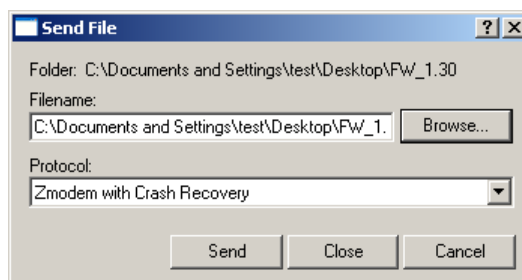 Send File
Folder: C:\Documents and Settings\test\Desktop\FW_1.30
Filename:
C:\Documents and Settings\test\Desktop\FW_1. Browse...
Protocol:
Zmodem with Crash Recovery
Send Close Cancel